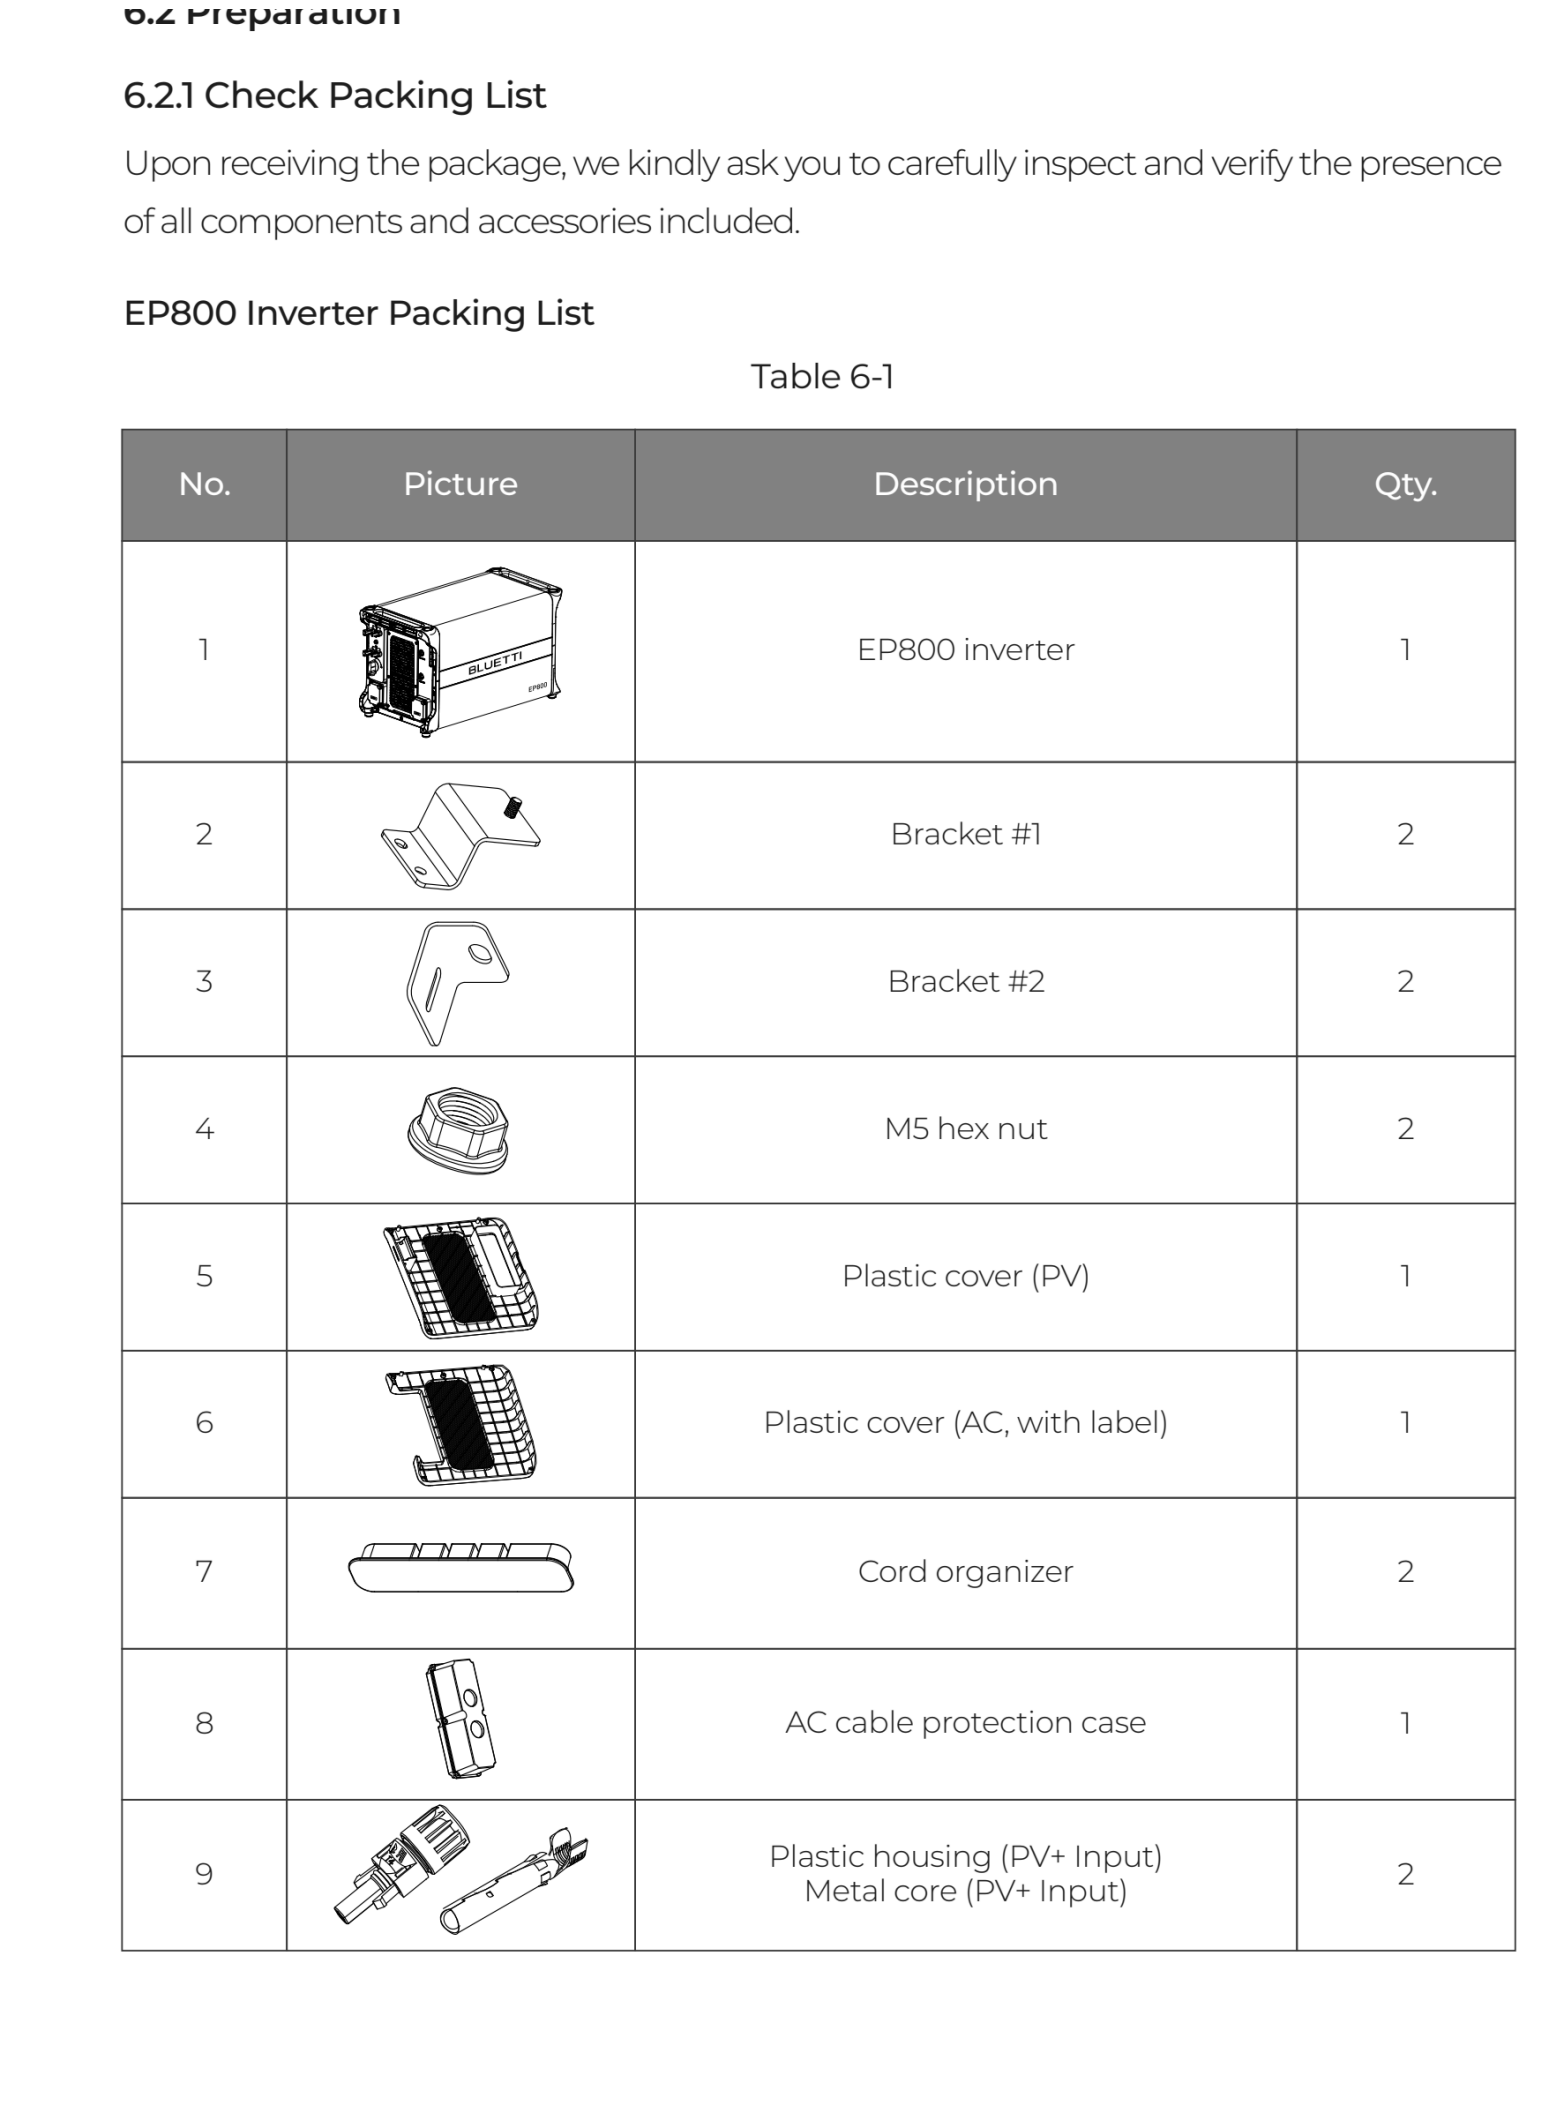 6.2 Preparation
6.2.1 Check Packing List
Upon receiving the package, we kindly ask you to carefully inspect and verify the presence
of all components and accessories included.
EP800 Inverter Packing List
Table 6-1
No. Picture Description Qty.
1 BLUETTI EP800 EP800 inverter 1
2 Bracket #1 2
3 Bracket #2 2
4 M5 hex nut 2
5 Plastic cover (PV) 1
6 Plastic cover (AC, with label) 1
7 Cord organizer 2
8 AC cable protection case 1
9 Plastic housing (PV+ Input) 2
Metal core (PV+ Input)